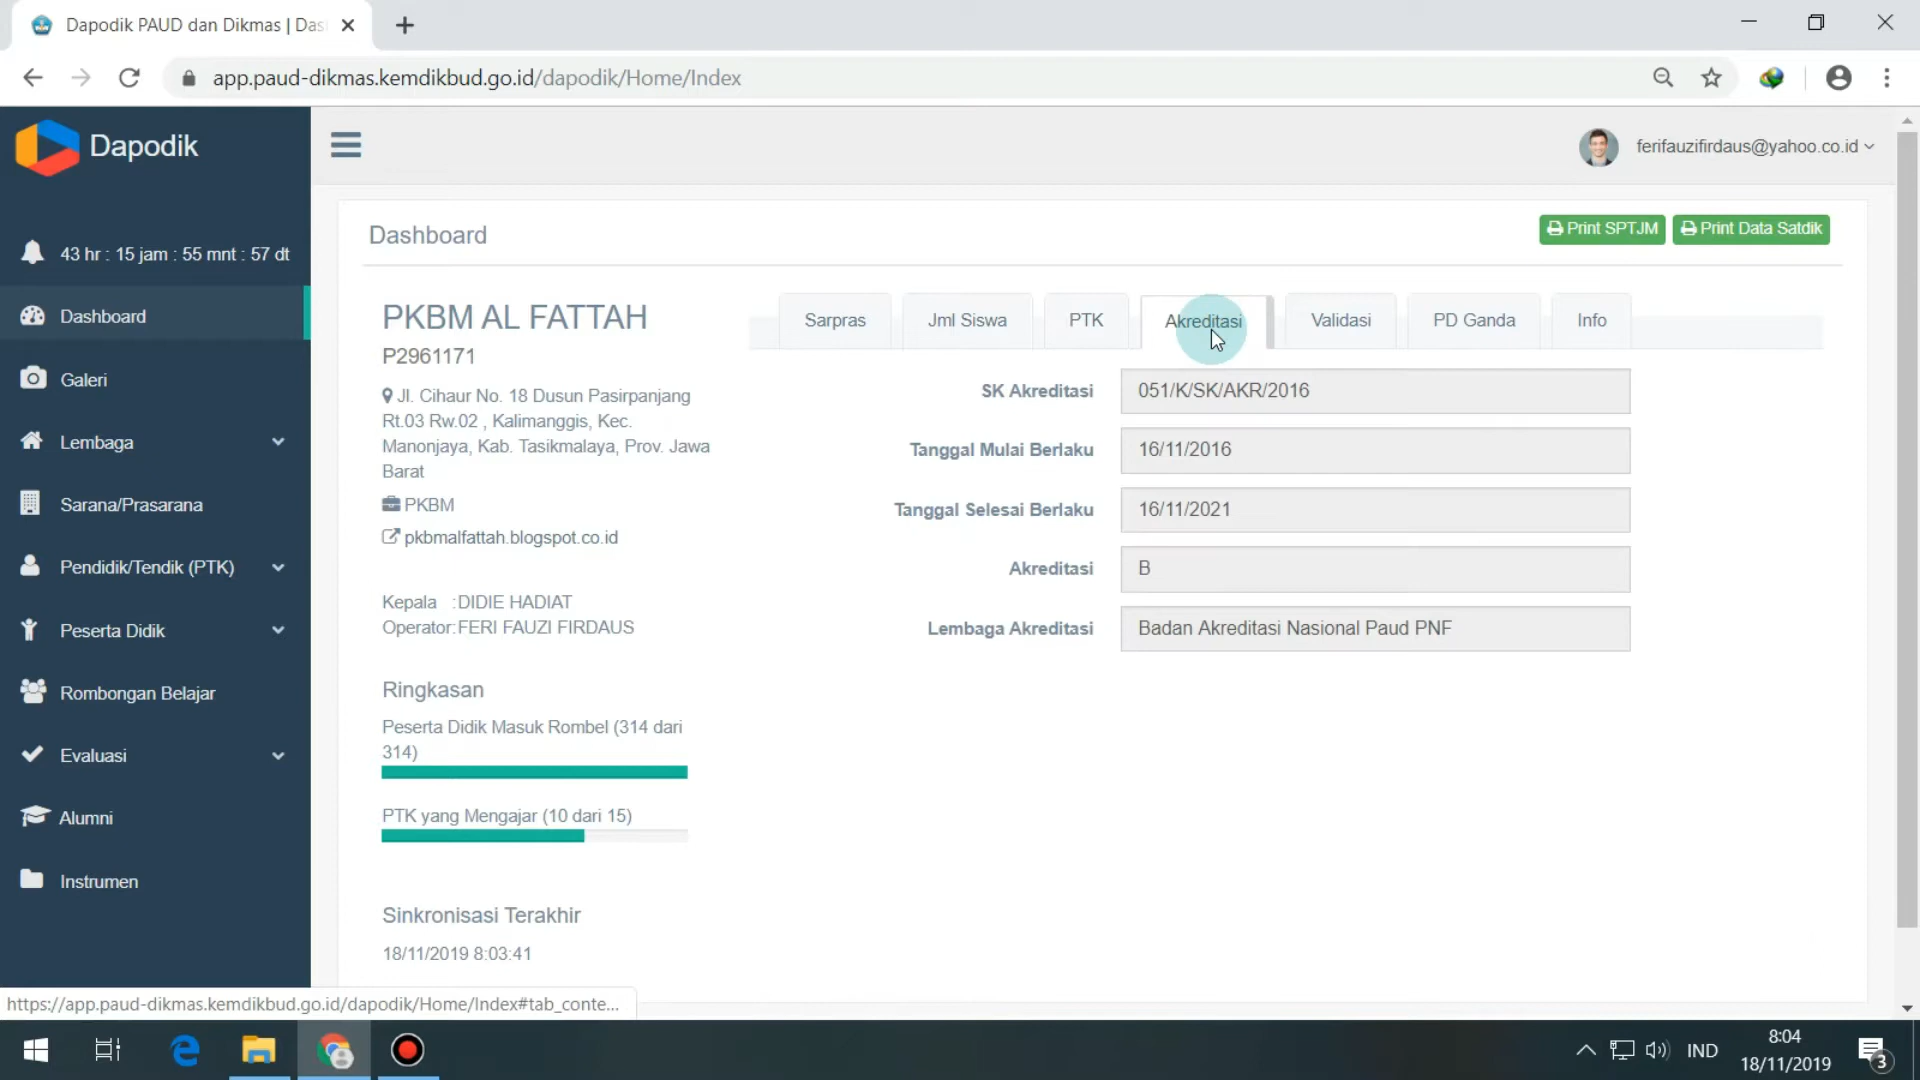 Dapodik PAUD dan Dikmas | Das
app.paud-dikmas.kemdikbud.go.id/dapodik/Home/Index
Dapodik
ferifauzifirdaus@yahoo.co.id
43 hr : 15 jam : 55 mnt : 57 dt
Dashboard
Galeri
Lembaga
Sarana/Prasarana
Pendidik/Tendik (PTK)
Peserta Didik
Rombongan Belajar
Evaluasi
Alumni
Instrumen
Dashboard
Print SPTJM
Print Data Satdik
PKBM AL FATTAH
P2961171
Jl. Cihaur No. 18 Dusun Pasirpanjang
Rt.03 Rw.02 , Kalimanggis, Kec.
Manonjaya, Kab. Tasikmalaya, Prov. Jawa
Barat
PKBM
pkbmalfattah.blogspot.co.id
Kepala :DIDIE HADIAT
Operator:FERI FAUZI FIRDAUS
Ringkasan
Peserta Didik Masuk Rombel (314 dari
314)
PTK yang Mengajar (10 dari 15)
Sinkronisasi Terakhir
18/11/2019 8:03:41
Sarpras
Jml Siswa
PTK
Akreditasi
Validasi
PD Ganda
Info
SK Akreditasi 051/K/SK/AKR/2016
Tanggal Mulai Berlaku 16/11/2016
Tanggal Selesai Berlaku 16/11/2021
Akreditasi B
Lembaga Akreditasi Badan Akreditasi Nasional Paud PNF
https://app.paud-dikmas.kemdikbud.go.id/dapodik/Home/Index#tab_conte...
IND
8:04
18/11/2019
3